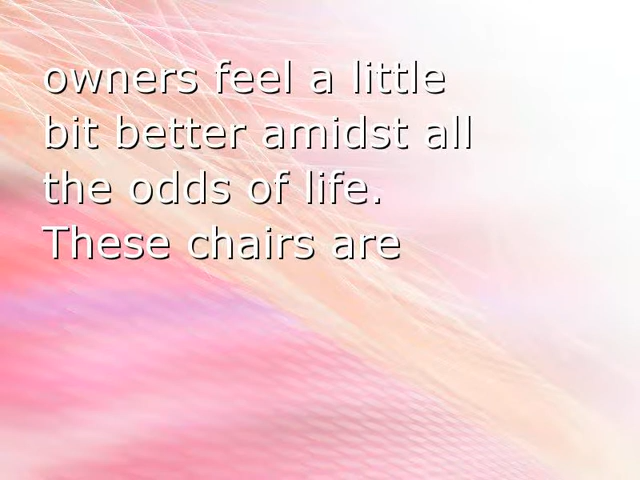 owners feel a little
bit better amidst all
the odds of life.
These chairs are